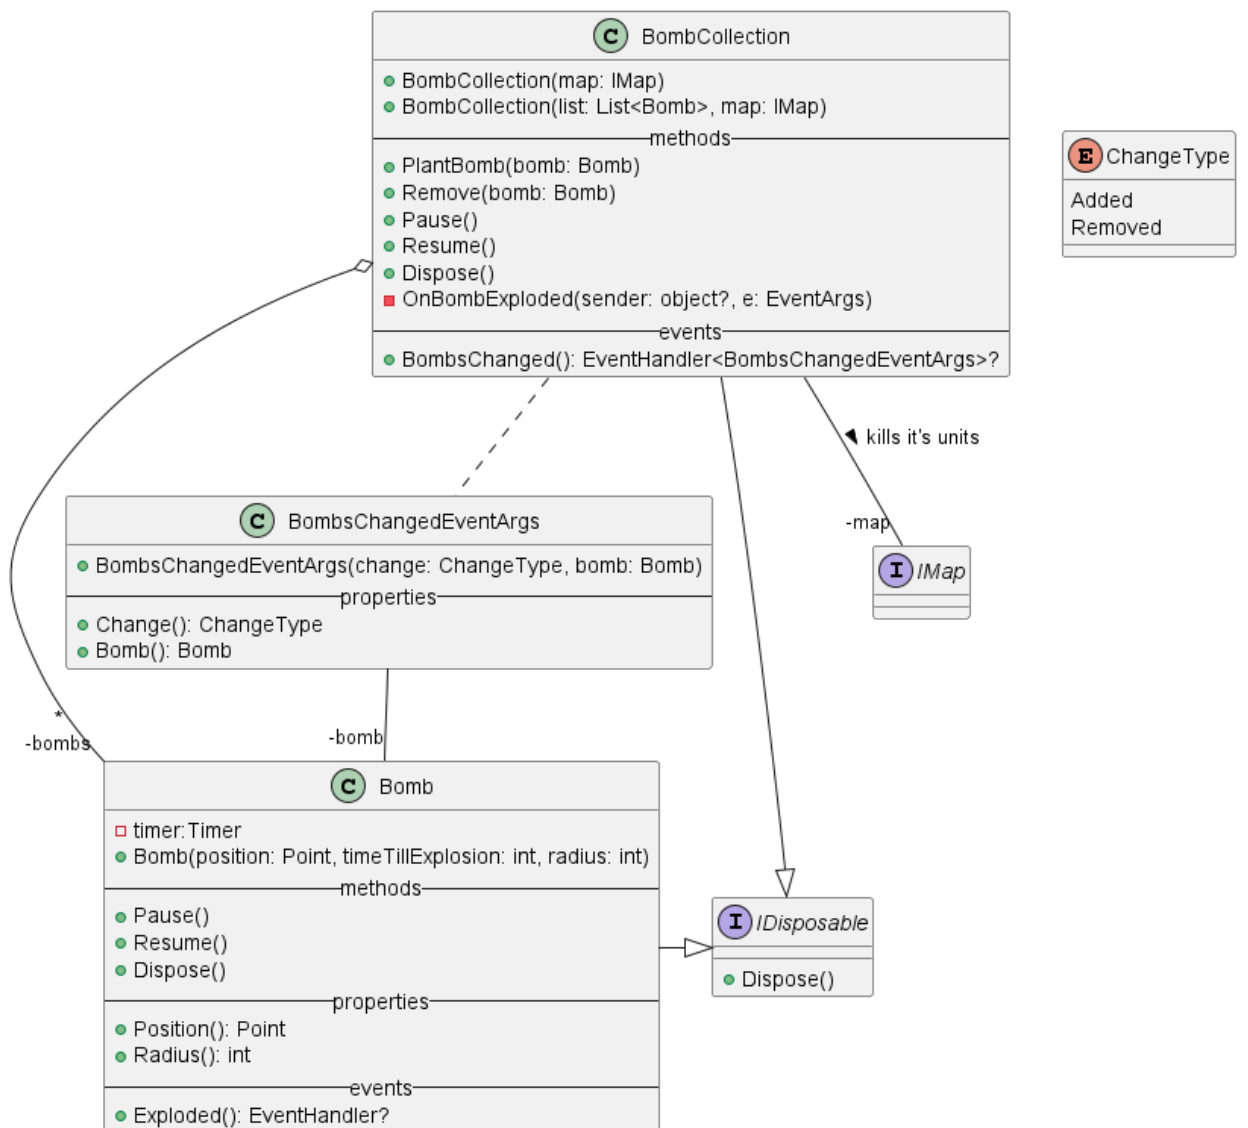 C BombCollection
BombCollection(map: IMap)
BombCollection(list: List<Bomb>, map: IMap)
methods
PlantBomb(bomb: Bomb)
Remove(bomb: Bomb)
Pause()
Resume()
Dispose()
OnBombExploded(sender: object?, e: EventArgs)
events
BombsChanged(): EventHandler<BombsChangedEventArgs>?
E ChangeType
Added
Removed
kills it's units
-map
I IMap
C BombsChangedEventArgs
BombsChangedEventArgs(change: ChangeType, bomb: Bomb)
properties
Change(): ChangeType
Bomb(): Bomb
*
-bombs
-bomb
C Bomb
timer:Timer
Bomb(position: Point, timeTillExplosion: int, radius: int)
methods
Pause()
Resume()
Dispose()
properties
Position(): Point
Radius(): int
events
Exploded(): EventHandler?
I IDisposable
Dispose()